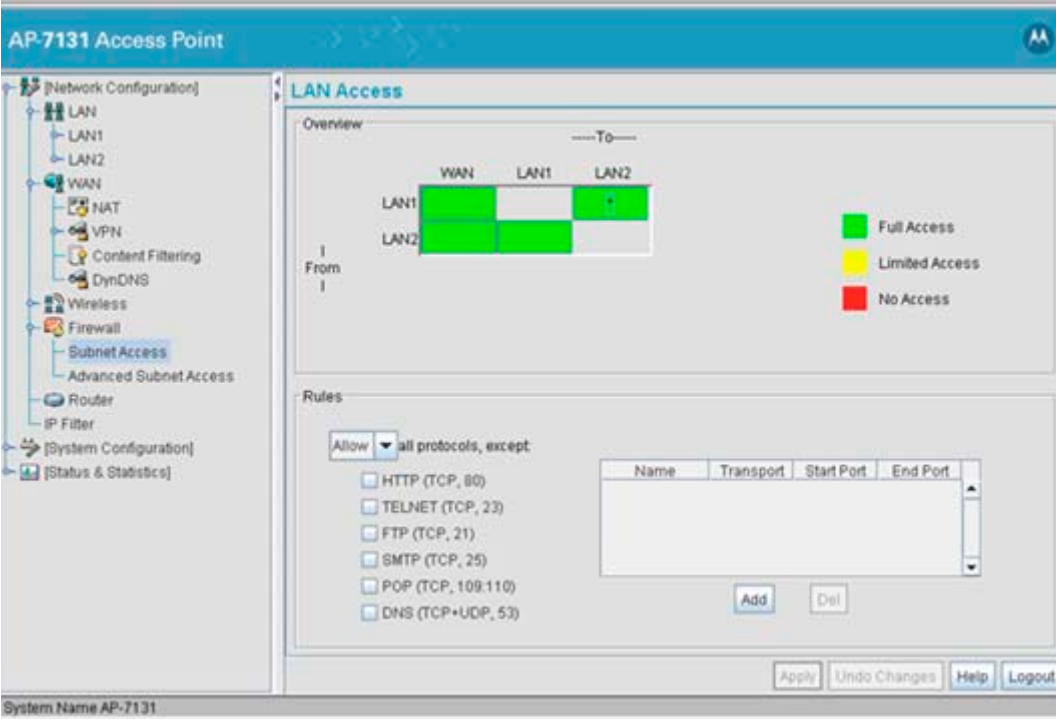 AP-7131 Access Point
[Network Configuration]
LAN
LAN1
LAN2
WAN
NAT
VPN
Content Filtering
DynDNS
Wireless
Firewall
Subnet Access
Advanced Subnet Access
Router
IP Filter
[System Configuration]
[Status & Statistics]
LAN Access
Overview
-----To-----
WAN LAN1 LAN2
LAN1 *
LAN2
|
From
|
Full Access
Limited Access
No Access
Rules
Allow all protocols, except
HTTP (TCP, 80)
TELNET (TCP, 23)
FTP (TCP, 21)
SMTP (TCP, 25)
POP (TCP, 109:110)
DNS (TCP+UDP, 53)
Name Transport Start Port End Port
Add Del
Apply Undo Changes Help Logout
System Name AP-7131